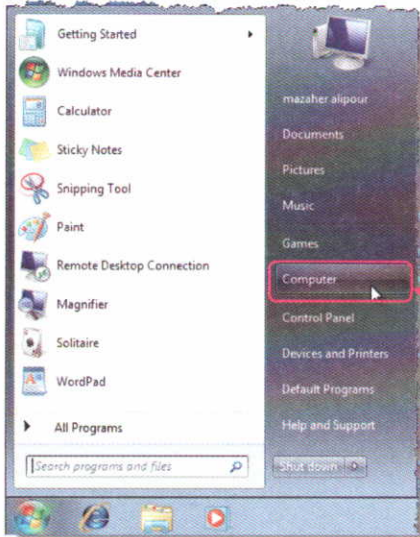 Getting Started
Windows Media Center
Calculator
Sticky Notes
Snipping Tool
Paint
Remote Desktop Connection
Magnifier
Solitaire
WordPad
All Programs
Search programs and files
mazaher alipour
Documents
Pictures
Music
Games
Computer
Control Panel
Devices and Printers
Default Programs
Help and Support
Shut down